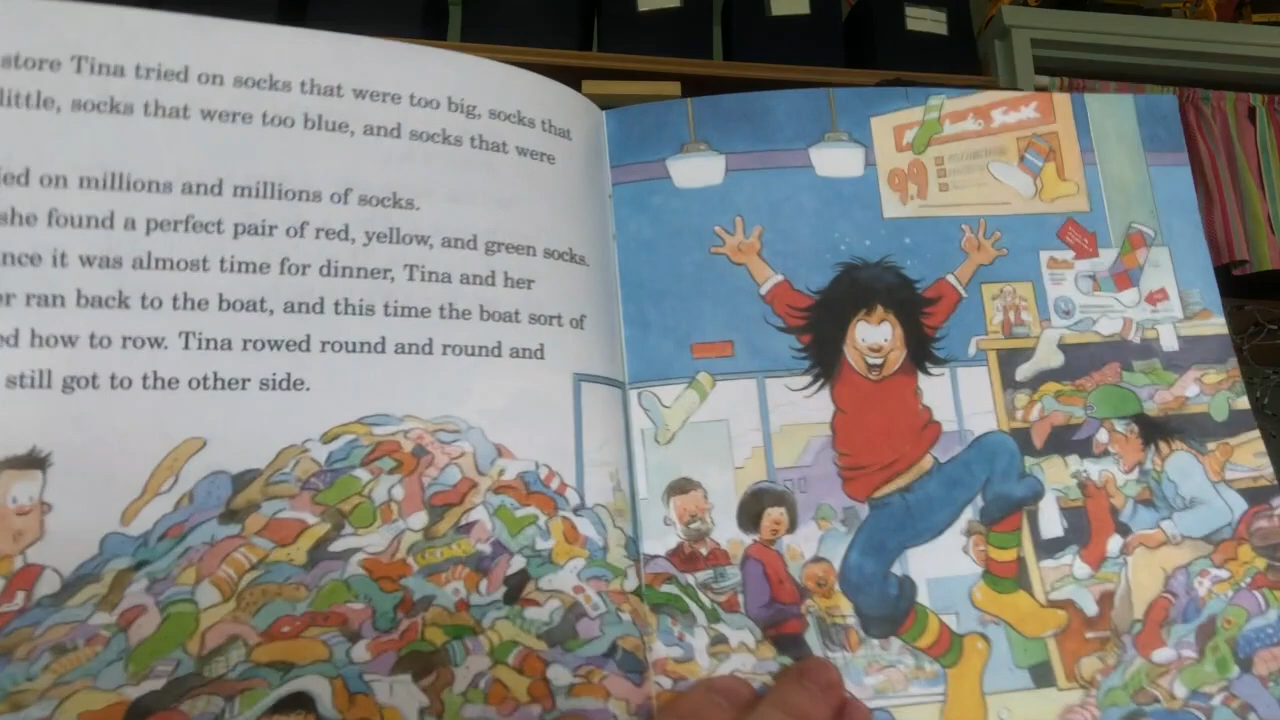 store Tina tried on socks that were too big, socks that
little, socks that were too blue, and socks that were
ied on millions and millions of socks.
she found a perfect pair of red, yellow, and green socks.
nce it was almost time for dinner, Tina and her
r ran back to the boat, and this time the boat sort of
ed how to row. Tina rowed round and round and
still got to the other side.
99